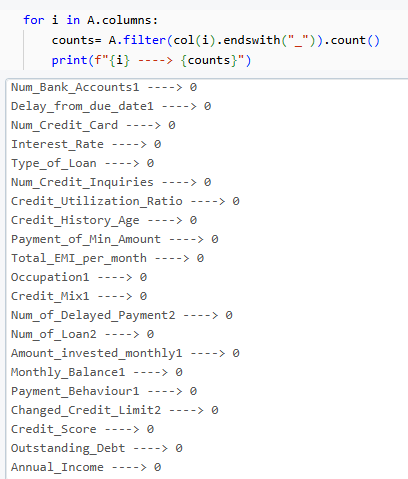 for i in A.columns:
    counts= A.filter(col(i).endswith("_")).count()
    print(f"{i} ----> {counts}")
Num_Bank_Accounts1 ----> 0
Delay_from_due_date1 ----> 0
Num_Credit_Card ----> 0
Interest_Rate ----> 0
Type_of_Loan ----> 0
Num_Credit_Inquiries ----> 0
Credit_Utilization_Ratio ----> 0
Credit_History_Age ----> 0
Payment_of_Min_Amount ----> 0
Total_EMI_per_month ----> 0
Occupation1 ----> 0
Credit_Mix1 ----> 0
Num_of_Delayed_Payment2 ----> 0
Num_of_Loan2 ----> 0
Amount_invested_monthly1 ----> 0
Monthly_Balance1 ----> 0
Payment_Behaviour1 ----> 0
Changed_Credit_Limit2 ----> 0
Credit_Score ----> 0
Outstanding_Debt ----> 0
Annual_Income ----> 0